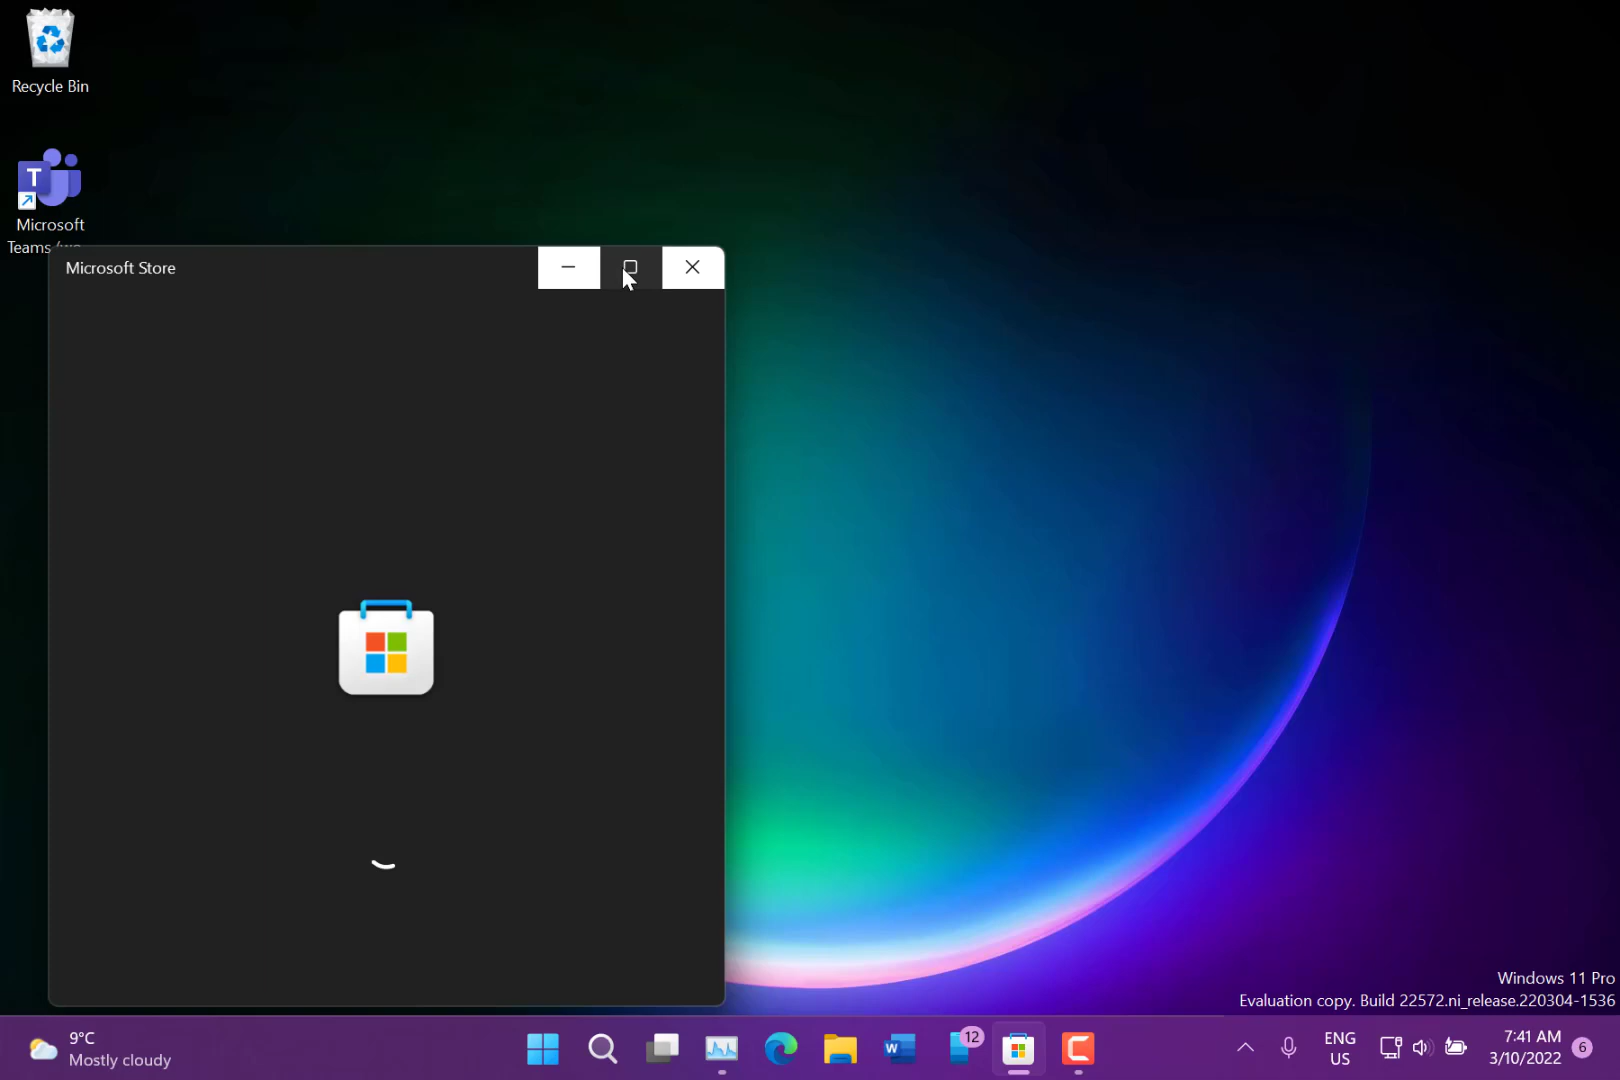 Recycle Bin
Microsoft
Teams
Microsoft Store
Windows 11 Pro
Evaluation copy. Build 22572.ni_release.220304-1536
9°C
Mostly cloudy
12
ENG
US
7:41 AM
3/10/2022
6